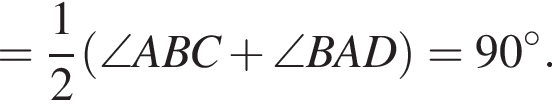 = 1/2 (∠ABC + ∠BAD) = 90°.